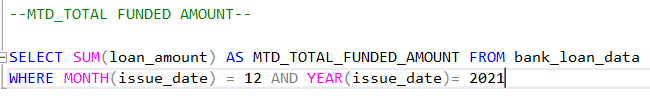 --MTD_TOTAL FUNDED AMOUNT--
SELECT SUM(loan_amount) AS MTD_TOTAL_FUNDED_AMOUNT FROM bank_loan_data
WHERE MONTH(issue_date) = 12 AND YEAR(issue_date)= 2021